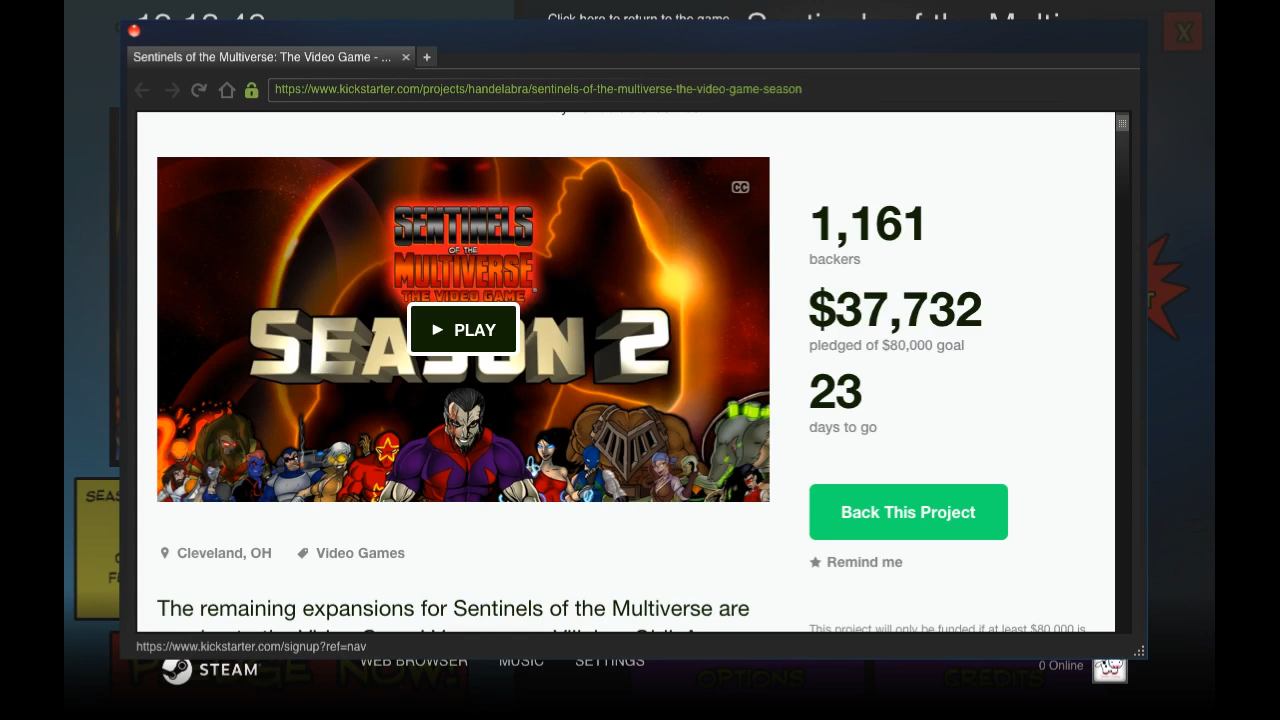 Click here to return to the game
Sentinels of the Multiverse: The Video Game - ...
https://www.kickstarter.com/projects/handelabra/sentinels-of-the-multiverse-the-video-game-season
CC
SENTINELS
OF THE
MULTIVERSE
THE VIDEO GAME
SEASON 2
PLAY
1,161
backers
$37,732
pledged of $80,000 goal
23
days to go
Back This Project
Remind me
Cleveland, OH
Video Games
The remaining expansions for Sentinels of the Multiverse are
This project will only be funded if at least $80,000 is
https://www.kickstarter.com/signup?ref=nav
STEAM
WEB BROWSER
MUSIC
SETTINGS
0 Online
OPTIONS
CREDITS
X